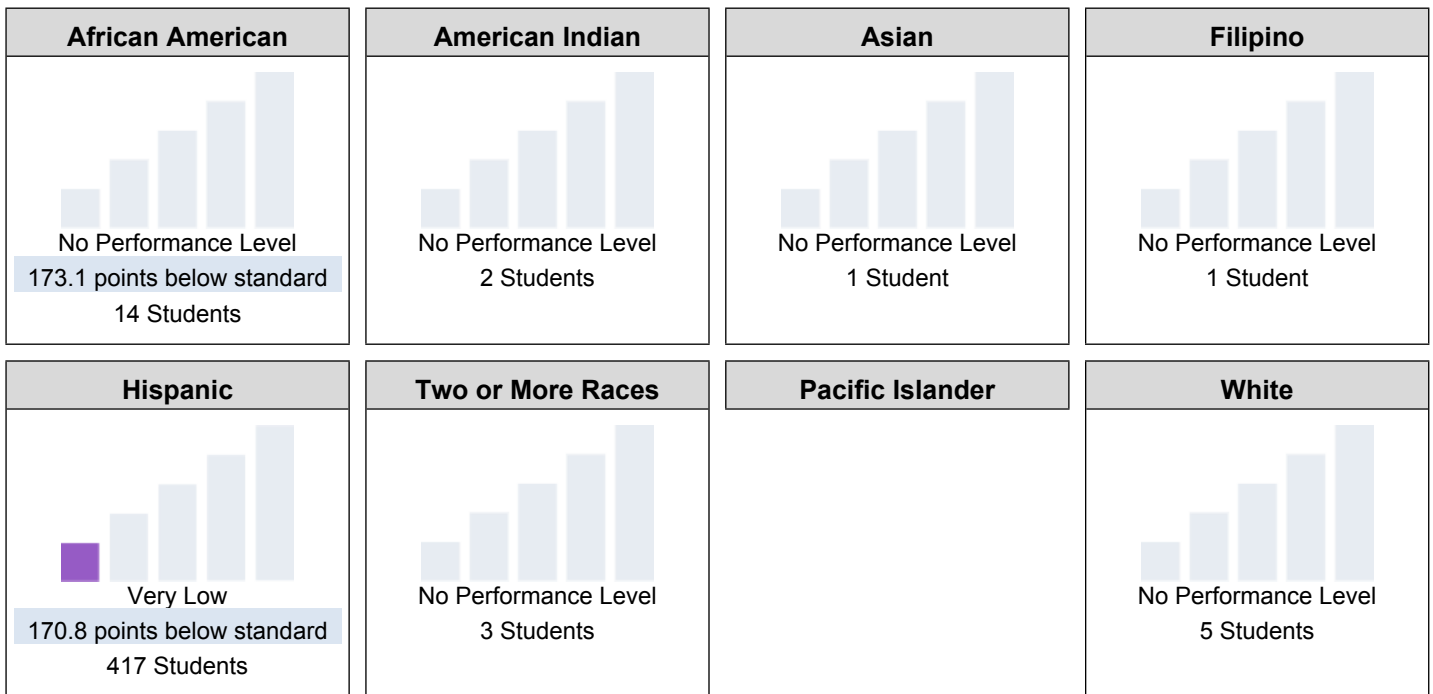 African American
No Performance Level
173.1 points below standard
14 Students
American Indian
No Performance Level
2 Students
Asian
No Performance Level
1 Student
Filipino
No Performance Level
1 Student
Hispanic
Very Low
170.8 points below standard
417 Students
Two or More Races
No Performance Level
3 Students
Pacific Islander
White
No Performance Level
5 Students